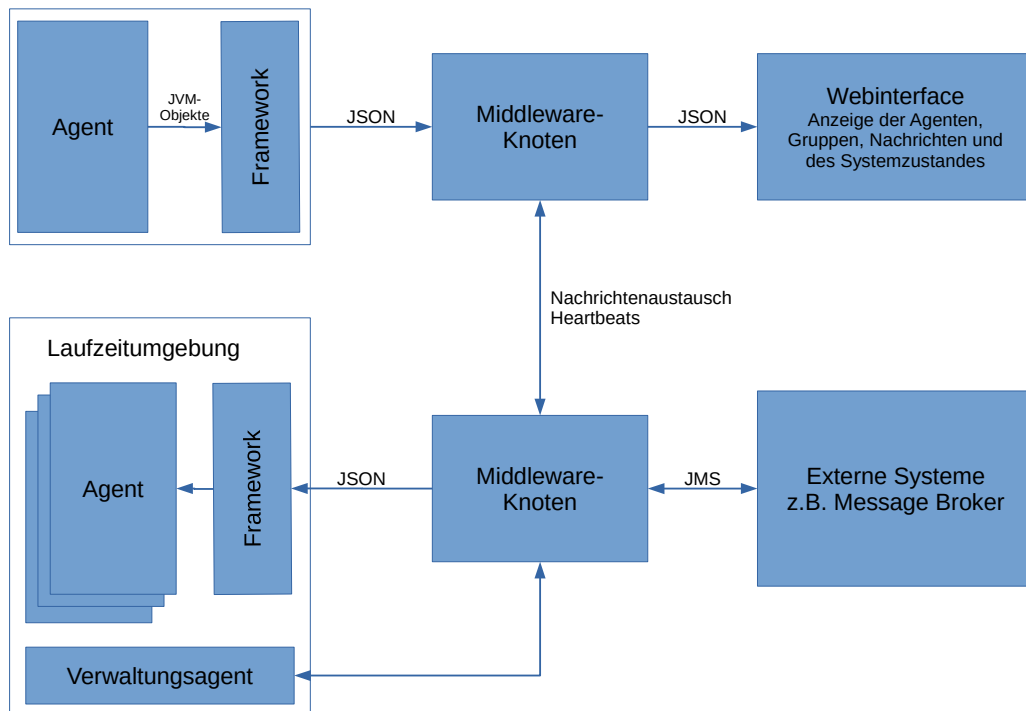 Agent
JVM-
Objekte
Framework
JSON
Middleware-
Knoten
JSON
Webinterface
Anzeige der Agenten,
Gruppen, Nachrichten und
des Systemzustandes
Nachrichtenaustausch
Heartbeats
Laufzeitumgebung
Agent
Framework
JSON
Middleware-
Knoten
JMS
Externe Systeme
z.B. Message Broker
Verwaltungsagent